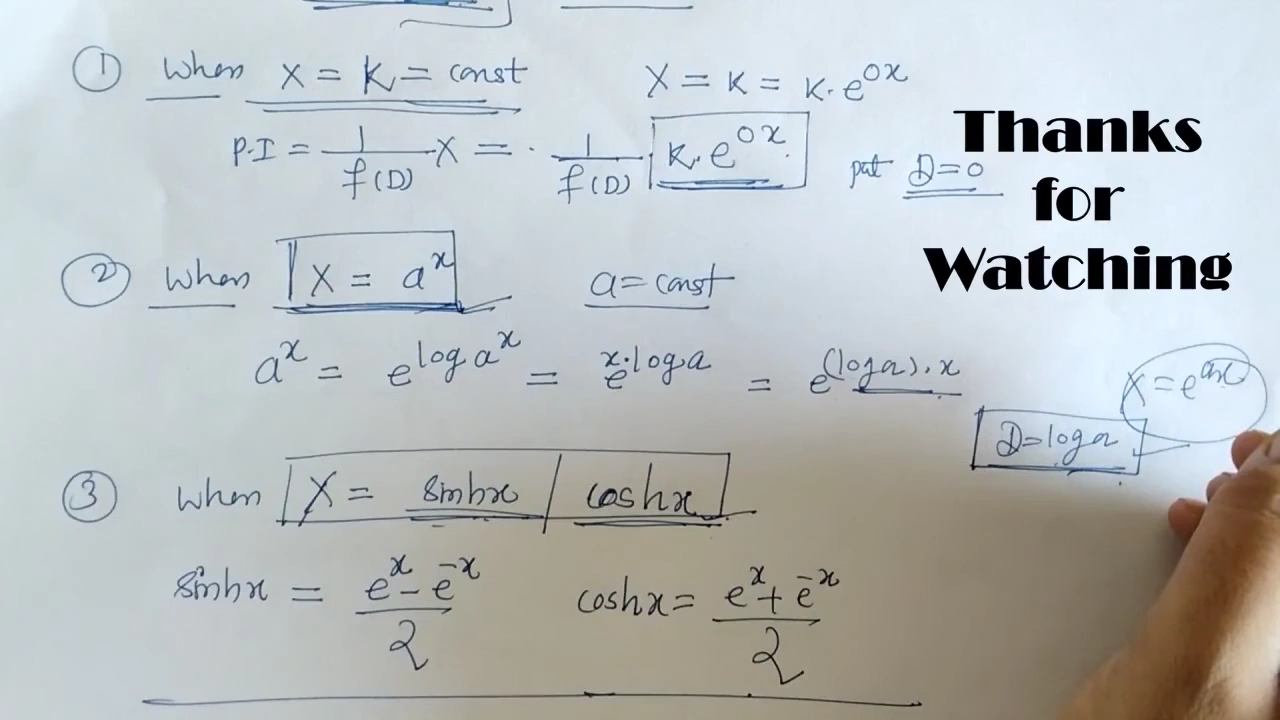 ① When X = K = const X = K = K.e^0x
P.I = 1/f(D) X = . 1/f(D) K.e^0x put D=0
Thanks
for
Watching
② When X = a^x a = const
a^x = e^log a^x = e^x.log a = e^(log a).x
X = e^ax
D = log a
③ when X = sinhx / coshx
sinhx = e^x - e^-x / 2 coshx = e^x + e^-x / 2